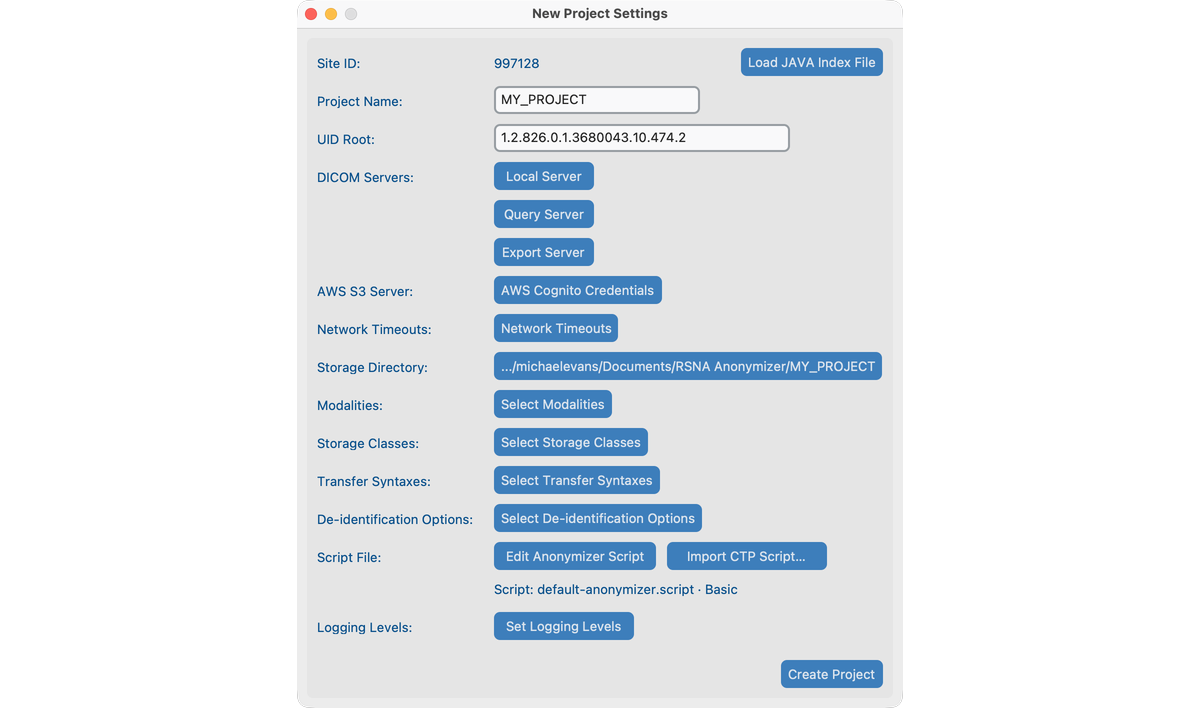 New Project Settings
Site ID: 997128 Load JAVA Index File
Project Name: MY_PROJECT
UID Root: 1.2.826.0.1.3680043.10.474.2
DICOM Servers: Local Server
Query Server
Export Server
AWS S3 Server: AWS Cognito Credentials
Network Timeouts: Network Timeouts
Storage Directory: .../michaelevans/Documents/RSNA Anonymizer/MY_PROJECT
Modalities: Select Modalities
Storage Classes: Select Storage Classes
Transfer Syntaxes: Select Transfer Syntaxes
De-identification Options: Select De-identification Options
Script File: Edit Anonymizer Script Import CTP Script...
Script: default-anonymizer.script · Basic
Logging Levels: Set Logging Levels
Create Project